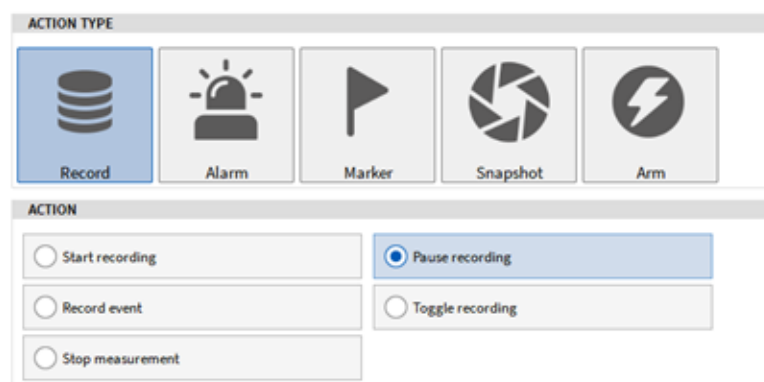 ACTION TYPE
Record Alarm Marker Snapshot Arm
ACTION
Start recording Pause recording
Record event Toggle recording
Stop measurement